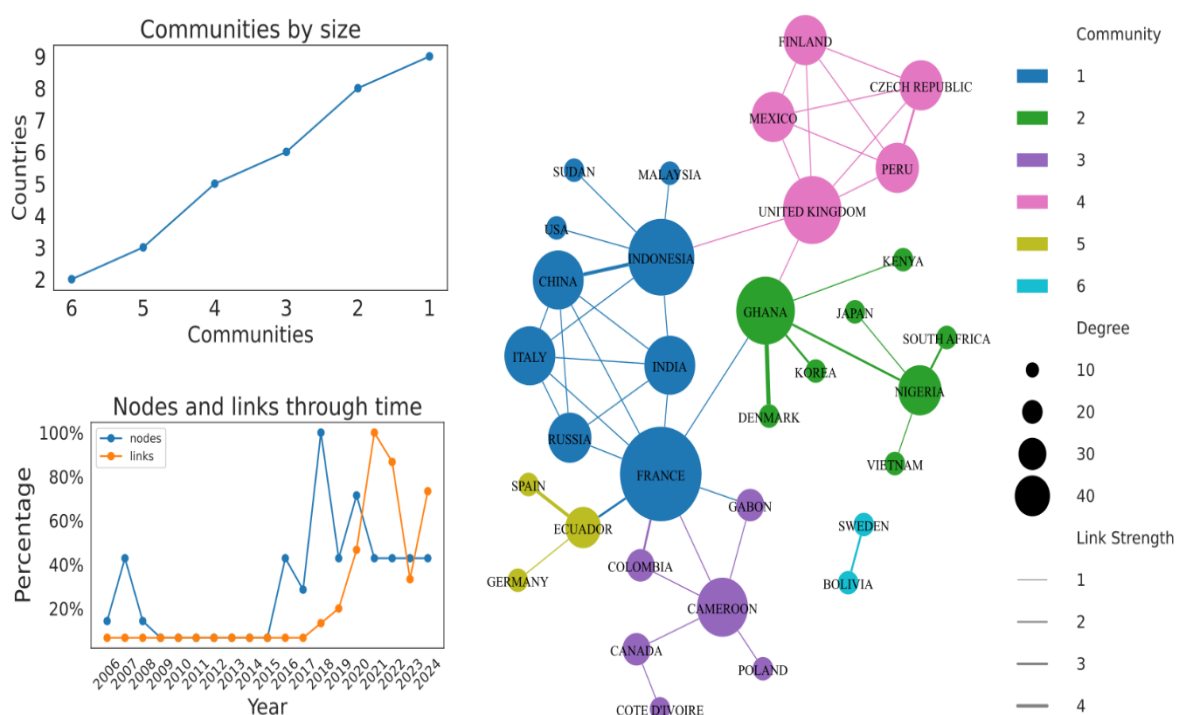 Communities by size
Countries
9
8
7
6
5
4
3
2
6 5 4 3 2 1
Communities
Nodes and links through time
nodes
links
Percentage
100%
80%
60%
40%
20%
2006 2007 2008 2009 2010 2011 2012 2013 2014 2015 2016 2017 2018 2019 2020 2021 2022 2023 2024
Year
FINLAND
CZECH REPUBLIC
MEXICO
PERU
UNITED KINGDOM
SUDAN
MALAYSIA
USA
INDONESIA
CHINA
KENYA
GHANA
JAPAN
SOUTH AFRICA
ITALY
INDIA
KOREA
NIGERIA
DENMARK
RUSSIA
VIETNAM
FRANCE
SPAIN
GABON
ECUADOR
SWEDEN
COLOMBIA
GERMANY
BOLIVIA
CAMEROON
CANADA
POLAND
COTE D'IVOIRE
Community
1
2
3
4
5
6
Degree
10
20
30
40
Link Strength
1
2
3
4